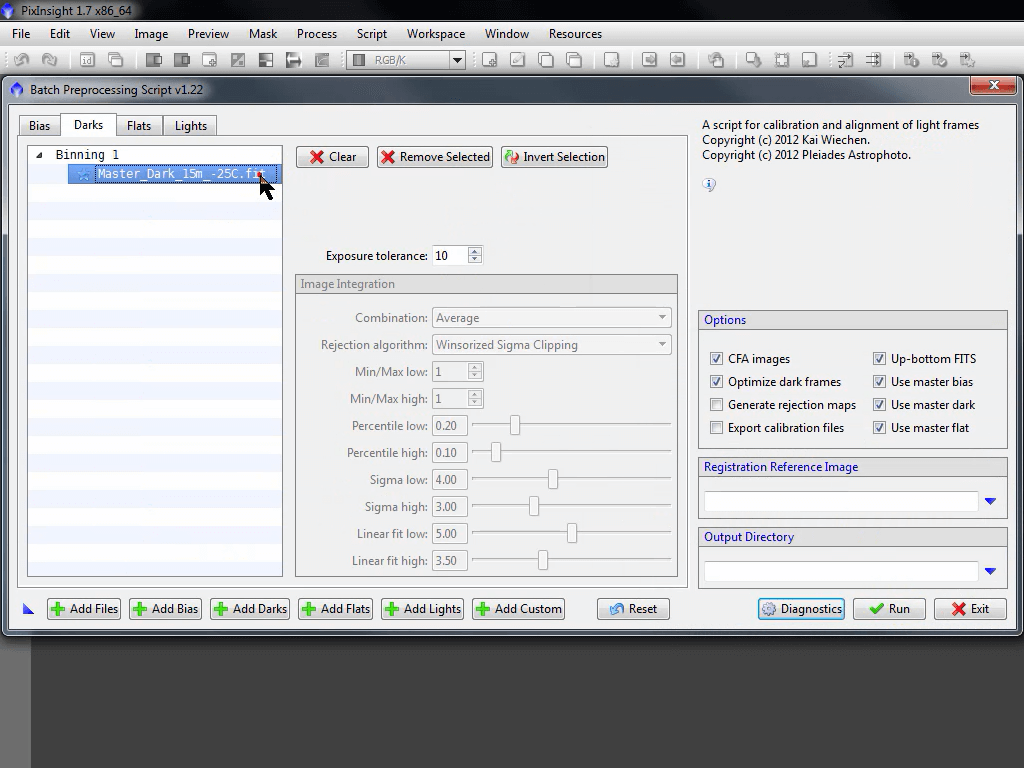 PixInsight 1.7 x86_64
File Edit View Image Preview Mask Process Script Workspace Window Resources
RGB/K
Batch Preprocessing Script v1.22
Bias Darks Flats Lights
Binning 1
Master_Dark_15m_-25C.fit
Clear Remove Selected Invert Selection
Exposure tolerance: 10
Image Integration
Combination: Average
Rejection algorithm: Winsorized Sigma Clipping
Min/Max low: 1
Min/Max high: 1
Percentile low: 0.20
Percentile high: 0.10
Sigma low: 4.00
Sigma high: 3.00
Linear fit low: 5.00
Linear fit high: 3.50
A script for calibration and alignment of light frames
Copyright (c) 2012 Kai Wiechen.
Copyright (c) 2012 Pleiades Astrophoto.
Options
CFA images Up-bottom FITS
Optimize dark frames Use master bias
Generate rejection maps Use master dark
Export calibration files Use master flat
Registration Reference Image
Output Directory
Add Files Add Bias Add Darks Add Flats Add Lights Add Custom Reset Diagnostics Run Exit